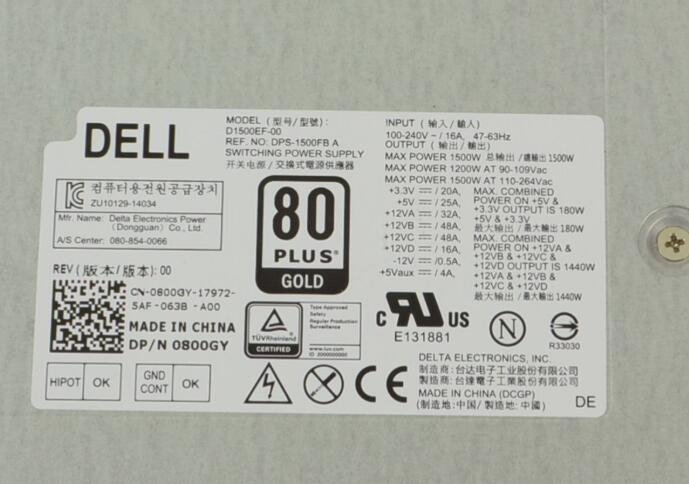 DELL
MODEL (型号/型號):
D1500EF-00
REF. NO: DPS-1500FB A
SWITCHING POWER SUPPLY
开关电源 / 交換式電源供應器
컴퓨터용전원공급장치
ZU10129-14034
Mfr. Name: Delta Electronics Power
(Dongguan) Co., Ltd.
A/S Center: 080-854-0066
80
PLUS®
GOLD
REV (版本/版本): 00
CN-0800GY-17972-
5AF-063B -A00
MADE IN CHINA
DP/N 0800GY
HIPOT OK
GND
CONT OK
TÜVRheinland
CERTIFIED
Type Approved
Safety
Regular Production
Surveillance
www.tuv.com
ID 2000000000
INPUT (输入/輸入)
100-240V ~ / 16A, 47-63Hz
OUTPUT (输出/輸出)
MAX POWER 1500W 总输出/總輸出 1500W
MAX POWER 1200W AT 90-109Vac
MAX POWER 1500W AT 110-264Vac
+3.3V ⎓ / 20A,
+5V ⎓ / 25A,
+12VA ⎓ / 32A,
+12VB ⎓ / 48A,
+12VC ⎓ / 48A,
+12VD ⎓ / 16A,
-12V ⎓ /0.5A,
+5Vaux ⎓ / 4A,
MAX. COMBINED
POWER ON +5V &
+3.3V OUTPUT IS 180W
+5V & +3.3V
最大输出 / 最大輸出 180W
MAX. COMBINED
POWER ON +12VA &
+12VB & +12VC &
+12VD OUTPUT IS 1440W
+12VA & +12VB &
+12VC & +12VD
最大输出 / 最大輸出 1440W
c RU US
E131881
N
R33030
CE
DELTA ELECTRONICS, INC.
制造商: 台达电子工业股份有限公司
製造商: 台達電子工業股份有限公司
MADE IN CHINA (DCGP)
(制造地: 中国/ 製造地: 中國)
DE